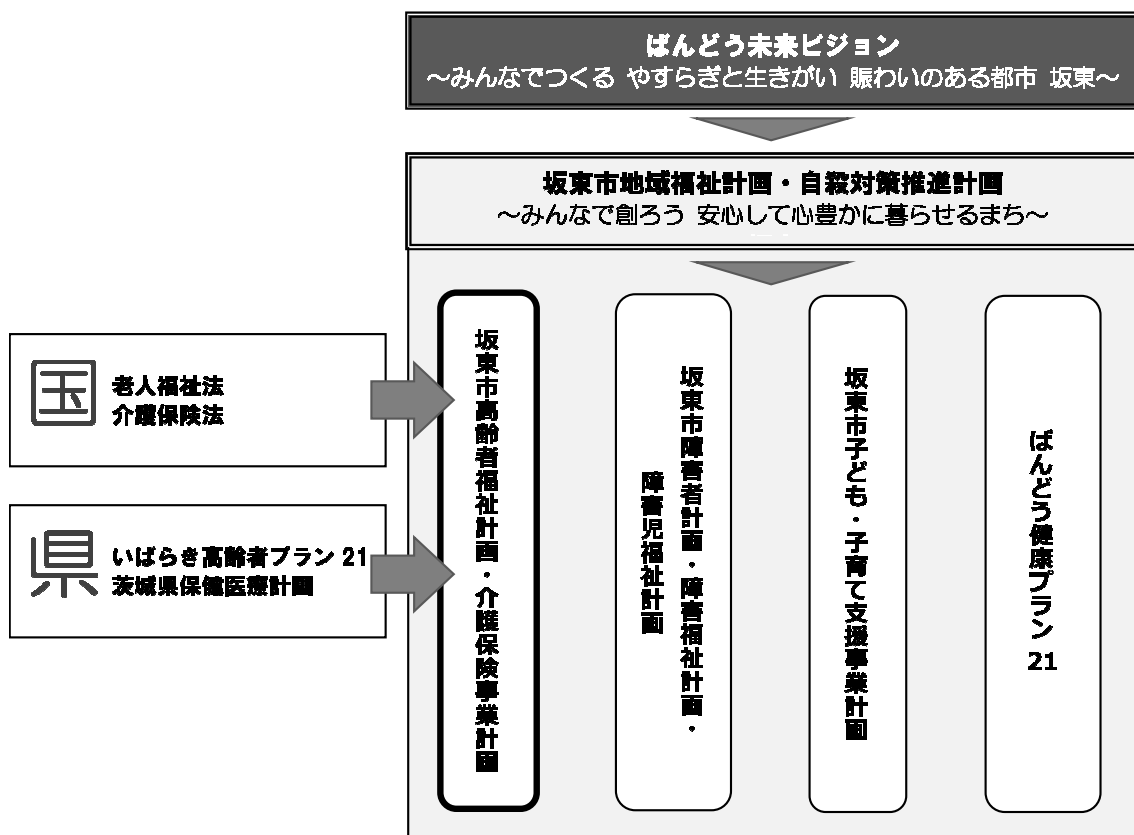 ばんどう未来ビジョン
～みんなでつくる やすらぎと生きがい 賑わいのある都市 坂東～
坂東市地域福祉計画・自殺対策推進計画
～みんなで創ろう 安心して心豊かに暮らせるまち～
国
老人福祉法
介護保険法
県
いばらき高齢者プラン 21
茨城県保健医療計画
坂東市高齢者福祉計画・介護保険事業計画
坂東市障害者計画・障害福祉計画・
障害児福祉計画
坂東市子ども・子育て支援事業計画
ばんどう健康プラン 21